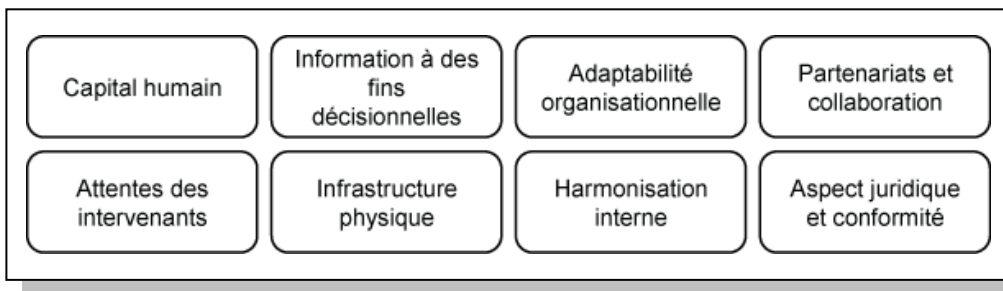 Capital humain
Information à des
fins
décisionnelles
Adaptabilité
organisationnelle
Partenariats et
collaboration
Attentes des
intervenants
Infrastructure
physique
Harmonisation
interne
Aspect juridique
et conformité